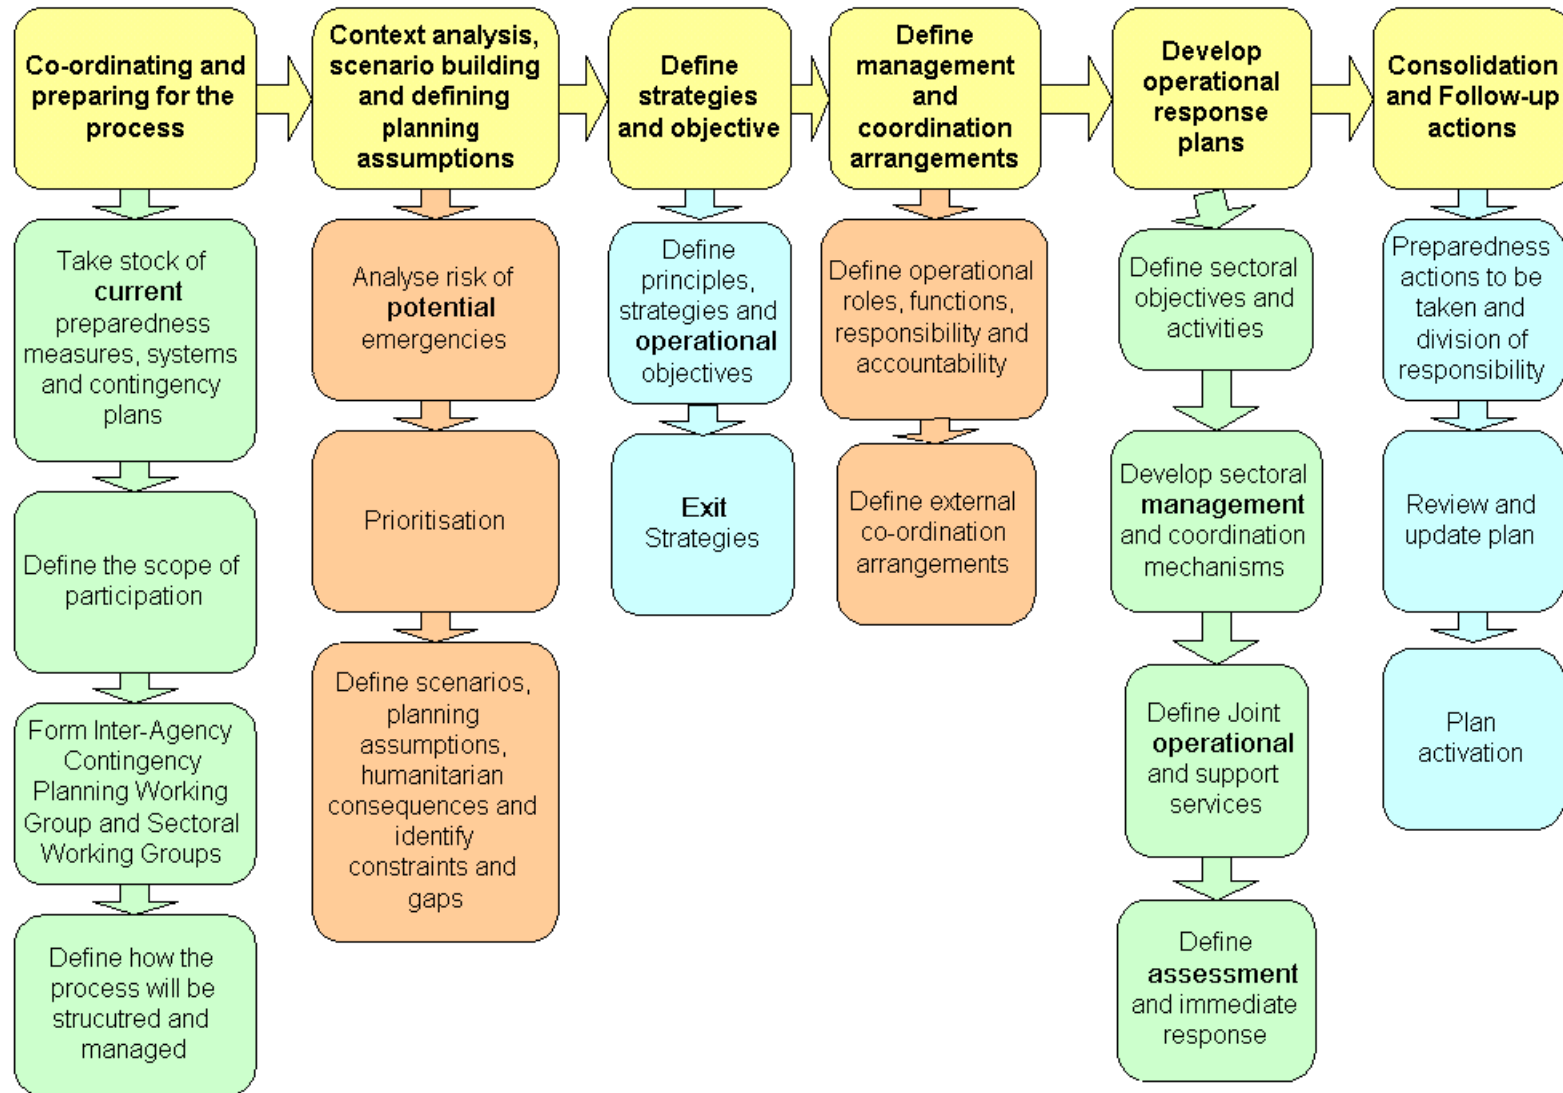 Co-ordinating and
preparing for the
process
Context analysis,
scenario building
and defining
planning
assumptions
Define
strategies
and objective
Define
management
and
coordination
arrangements
Develop
operational
response
plans
Consolidation
and Follow-up
actions
Take stock of
current
preparedness
measures, systems
and contingency
plans
Define the scope of
participation
Form Inter-Agency
Contingency
Planning Working
Group and Sectoral
Working Groups
Define how the
process will be
strucutred and
managed
Analyse risk of
potential
emergencies
Prioritisation
Define scenarios,
planning
assumptions,
humanitarian
consequences and
identify
constraints and
gaps
Define
principles,
strategies and
operational
objectives
Exit
Strategies
Define operational
roles, functions,
responsibility and
accountability
Define external
co-ordination
arrangements
Define sectoral
objectives and
activities
Develop sectoral
management
and coordination
mechanisms
Define Joint
operational
and support
services
Define
assessment
and immediate
response
Preparedness
actions to be
taken and
division of
responsibility
Review and
update plan
Plan
activation